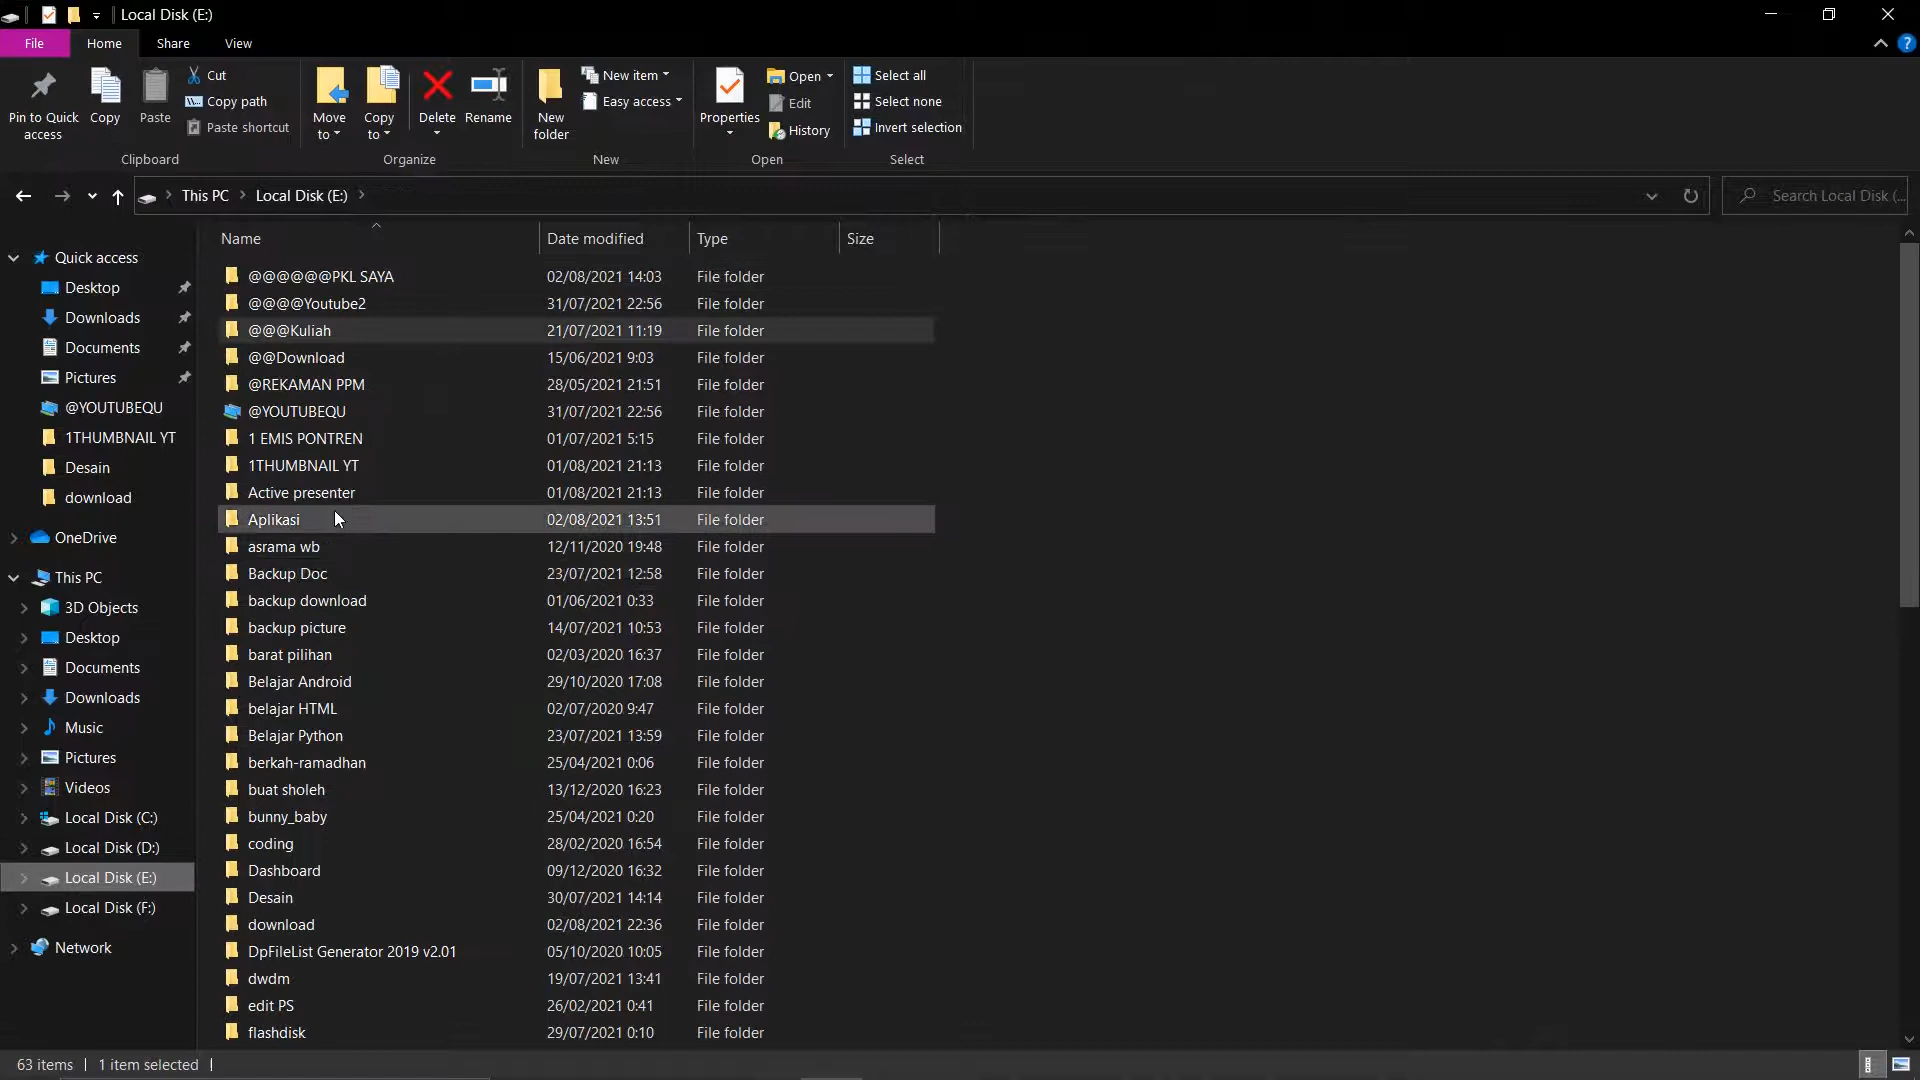 Local Disk (E:)
File Home Share View
Pin to Quick access
Copy
Paste
Cut
Copy path
Paste shortcut
Clipboard
Move to
Copy to
Delete
Rename
Organize
New folder
New item
Easy access
New
Properties
Open
Edit
History
Open
Select all
Select none
Invert selection
Select
This PC Local Disk (E:)
Search Local Disk (...
Quick access
Desktop
Downloads
Documents
Pictures
@YOUTUBEQU
1THUMBNAIL YT
Desain
download
OneDrive
This PC
3D Objects
Desktop
Documents
Downloads
Music
Pictures
Videos
Local Disk (C:)
Local Disk (D:)
Local Disk (E:)
Local Disk (F:)
Network
Name Date modified Type Size
@@@@@@PKL SAYA 02/08/2021 14:03 File folder
@@@@Youtube2 31/07/2021 22:56 File folder
@@@Kuliah 21/07/2021 11:19 File folder
@@Download 15/06/2021 9:03 File folder
@REKAMAN PPM 28/05/2021 21:51 File folder
@YOUTUBEQU 31/07/2021 22:56 File folder
1 EMIS PONTREN 01/07/2021 5:15 File folder
1THUMBNAIL YT 01/08/2021 21:13 File folder
Active presenter 01/08/2021 21:13 File folder
Aplikasi 02/08/2021 13:51 File folder
asrama wb 12/11/2020 19:48 File folder
Backup Doc 23/07/2021 12:58 File folder
backup download 01/06/2021 0:33 File folder
backup picture 14/07/2021 10:53 File folder
barat pilihan 02/03/2020 16:37 File folder
Belajar Android 29/10/2020 17:08 File folder
belajar HTML 02/07/2020 9:47 File folder
Belajar Python 23/07/2021 13:59 File folder
berkah-ramadhan 25/04/2021 0:06 File folder
buat sholeh 13/12/2020 16:23 File folder
bunny_baby 25/04/2021 0:20 File folder
coding 28/02/2020 16:54 File folder
Dashboard 09/12/2020 16:32 File folder
Desain 30/07/2021 14:14 File folder
download 02/08/2021 22:36 File folder
DpFileList Generator 2019 v2.01 05/10/2020 10:05 File folder
dwdm 19/07/2021 13:41 File folder
edit PS 26/02/2021 0:41 File folder
flashdisk 29/07/2021 0:10 File folder
63 items 1 item selected